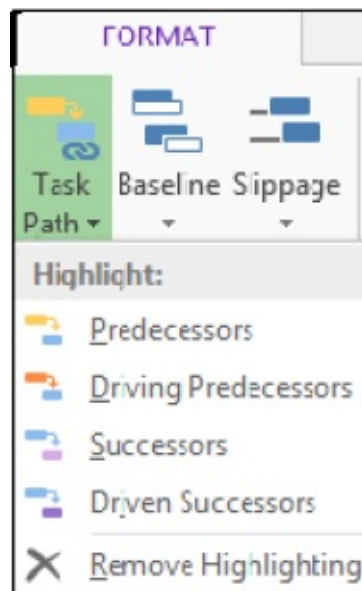 FORMAT
Task Path
Baseline
Slippage
Highlight:
Predecessors
Driving Predecessors
Successors
Driven Successors
Remove Highlighting